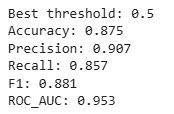 Best threshold: 0.5
Accuracy: 0.875
Precision: 0.907
Recall: 0.857
F1: 0.881
ROC_AUC: 0.953